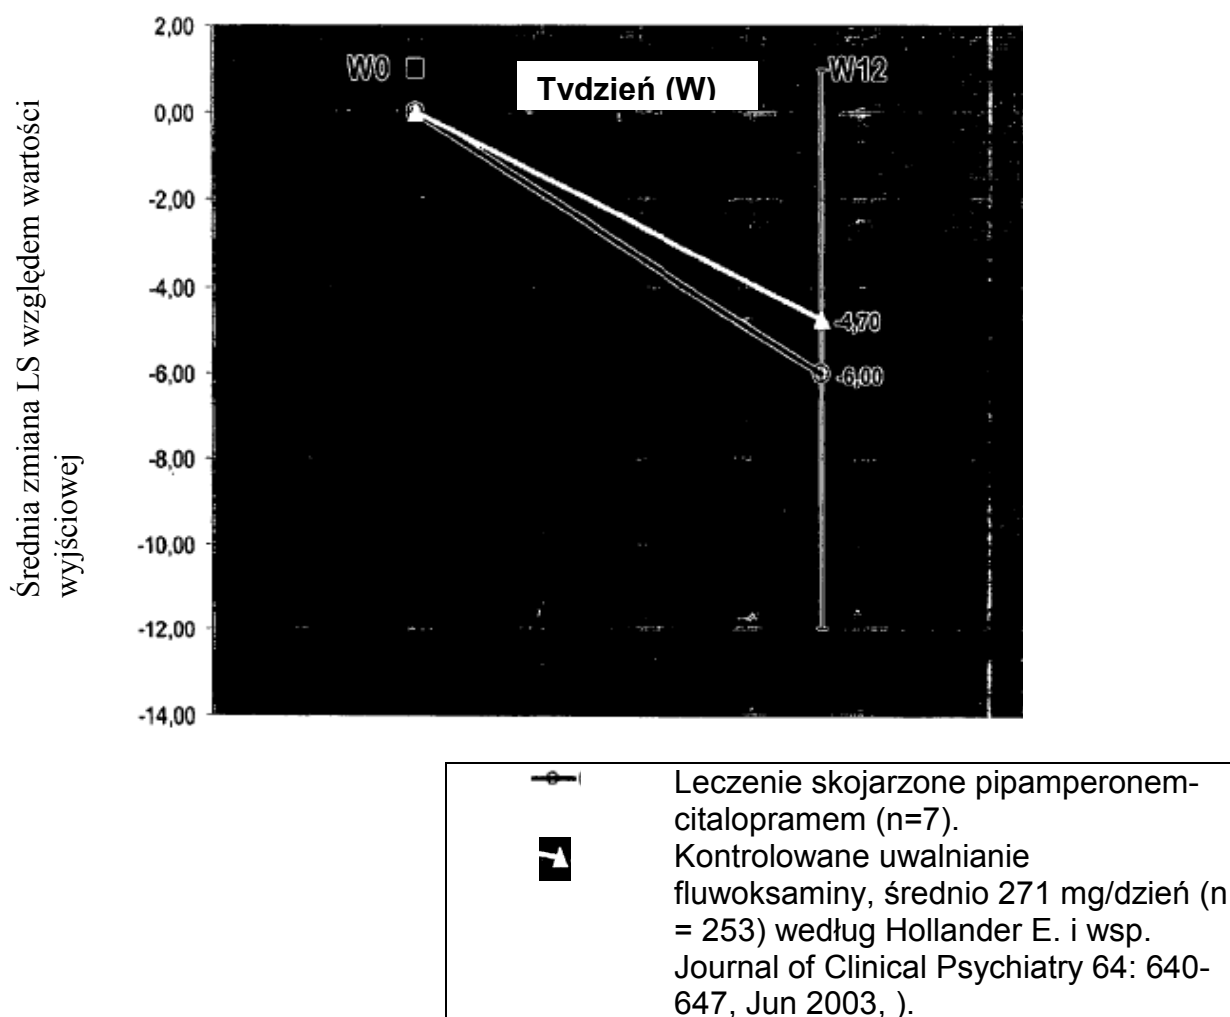 2,00
W0
Tydzień (W)
W12
0,00
-2,00
-4,00
-4,70
-6,00
-6,00
-8,00
-10,00
-12,00
-14,00
Średnia zmiana LS względem wartości
wyjściowej
Leczenie skojarzone pipamperonem-
citalopramem (n=7).
Kontrolowane uwalnianie
fluwoksaminy, średnio 271 mg/dzień (n
= 253) według Hollander E. i wsp.
Journal of Clinical Psychiatry 64: 640-
647, Jun 2003, ).